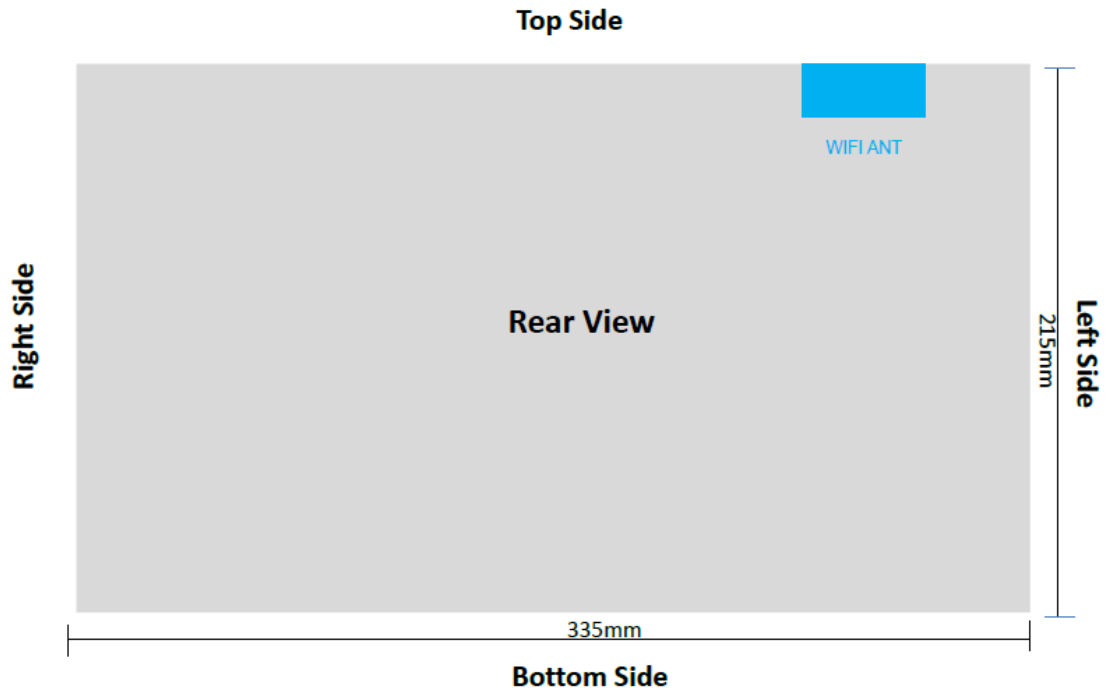 Top Side
WIFI ANT
Right Side
Rear View
215mm
Left Side
335mm
Bottom Side